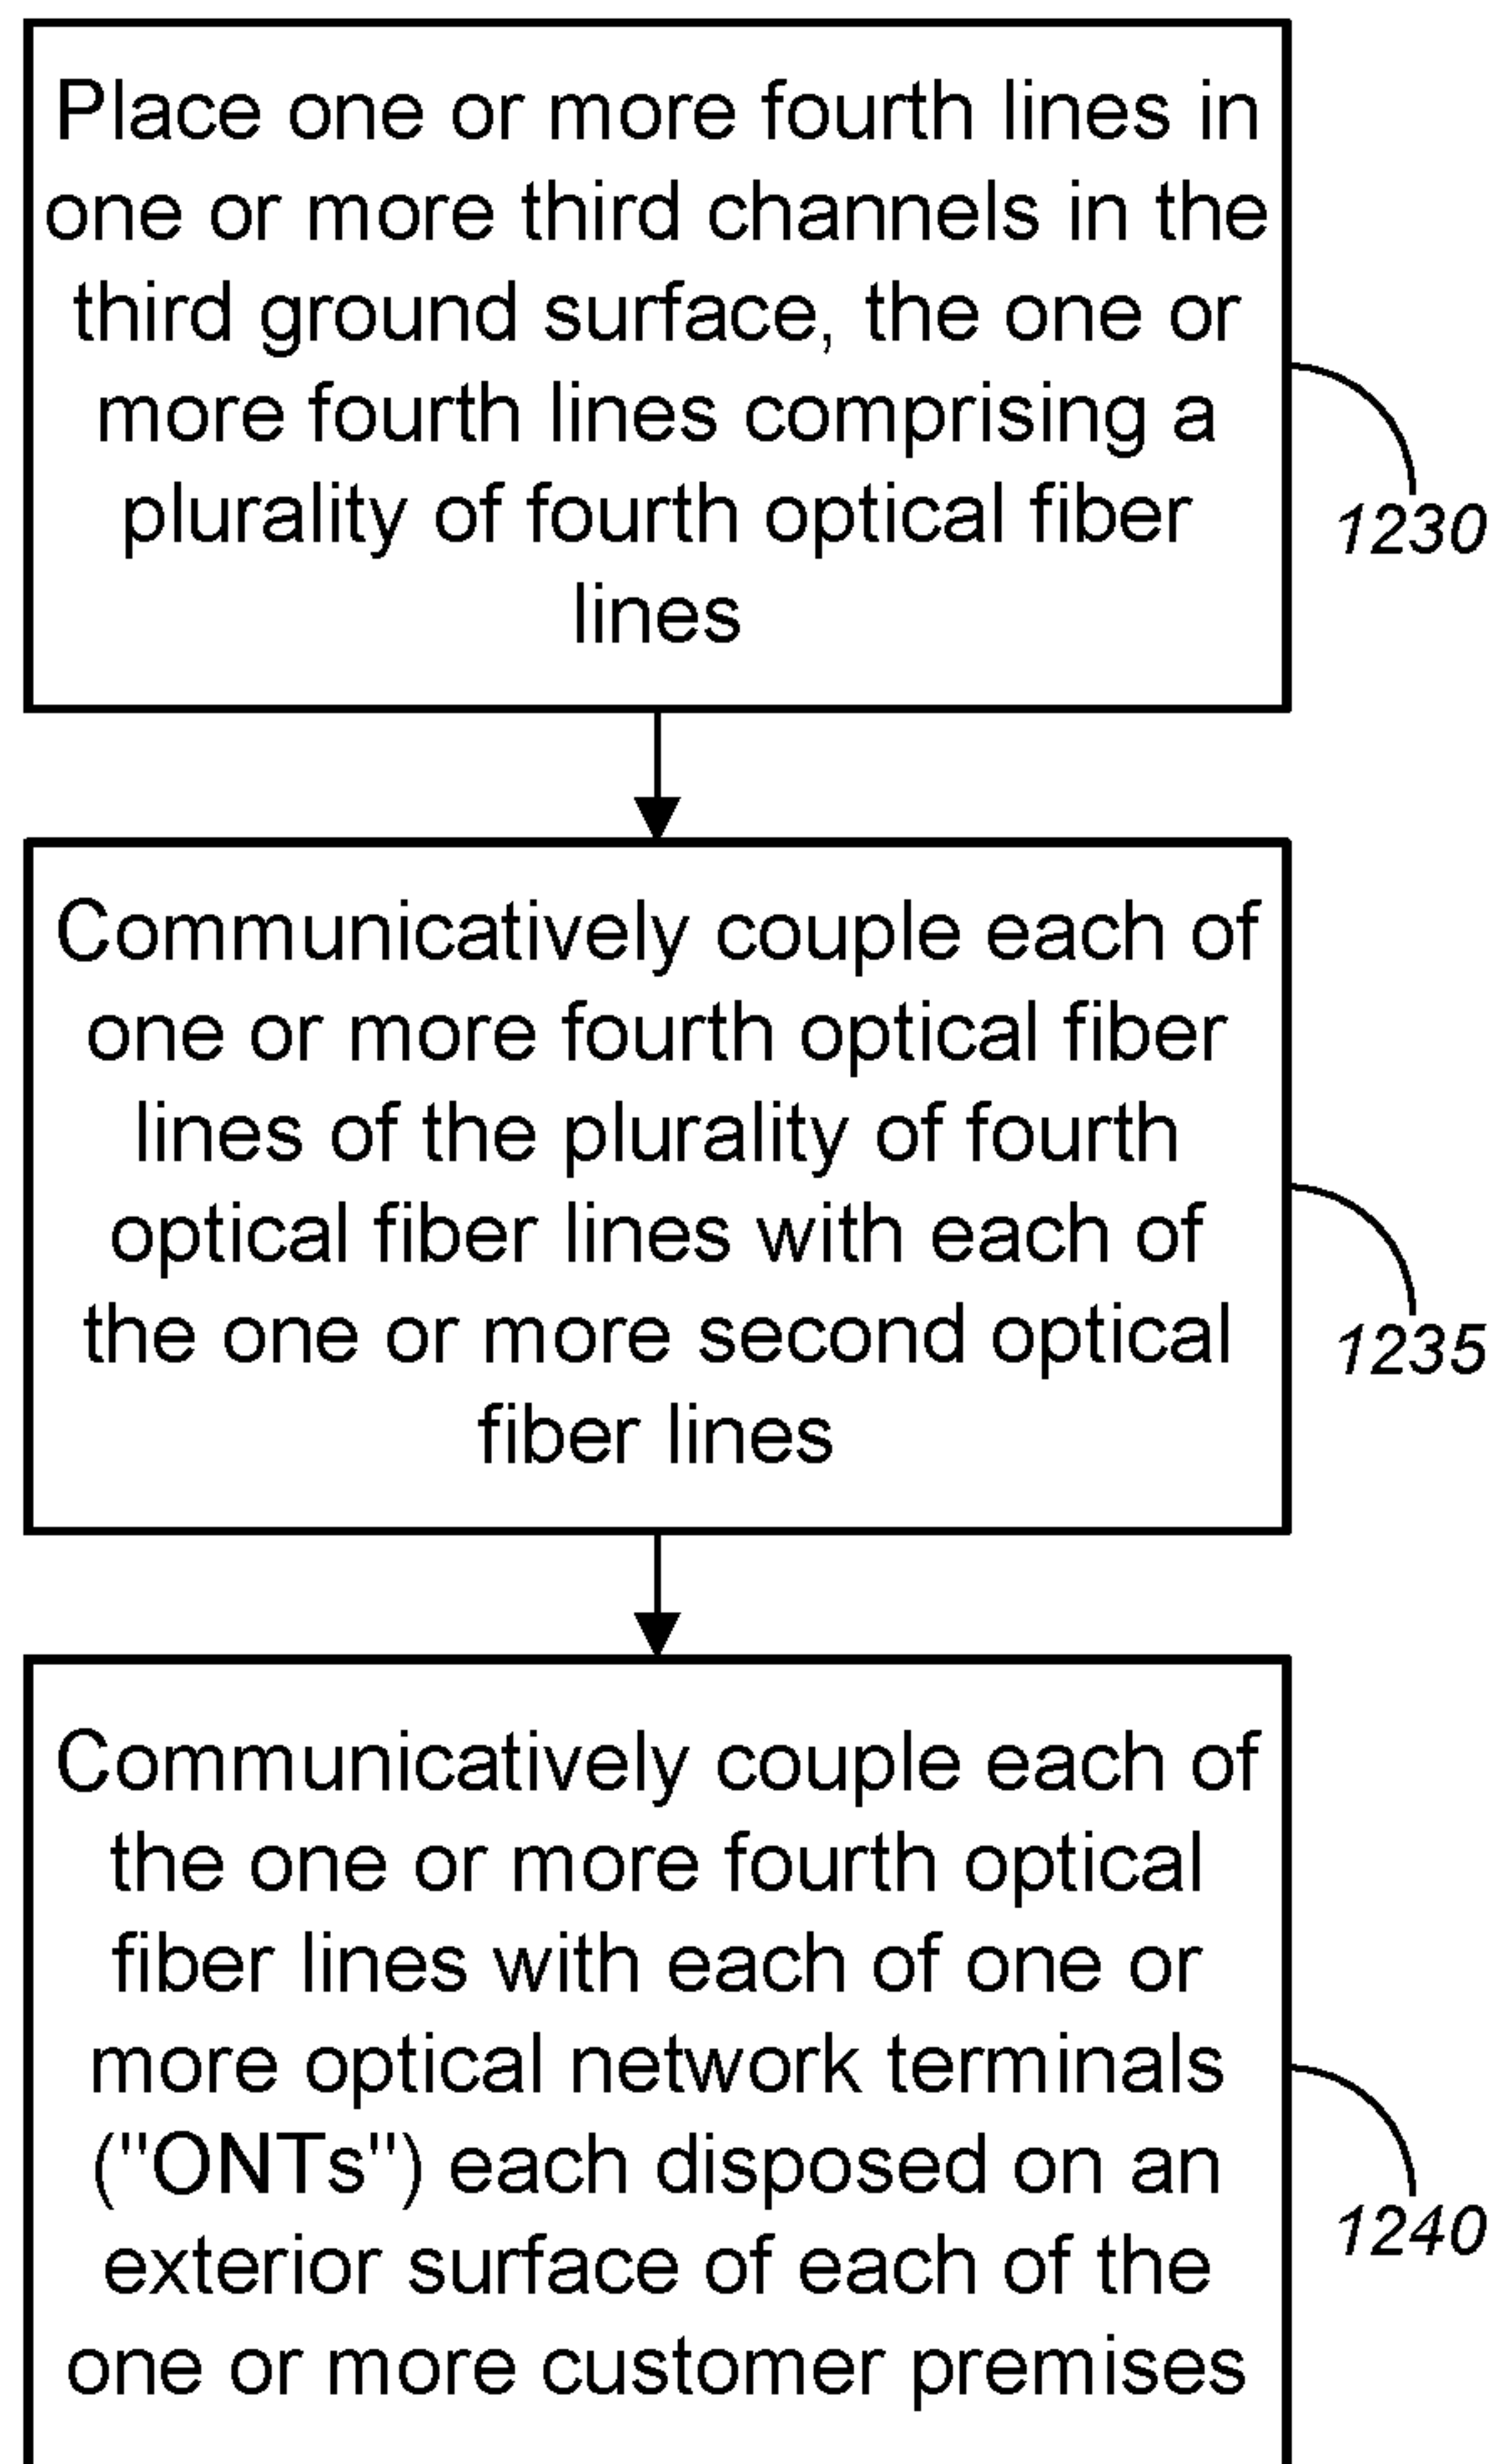 Place one or more fourth lines in
one or more third channels in the
third ground surface, the one or
more fourth lines comprising a
plurality of fourth optical fiber
lines
1230
Communicatively couple each of
one or more fourth optical fiber
lines of the plurality of fourth
optical fiber lines with each of
the one or more second optical
fiber lines
1235
Communicatively couple each of
the one or more fourth optical
fiber lines with each of one or
more optical network terminals
("ONTs") each disposed on an
exterior surface of each of the
one or more customer premises
1240